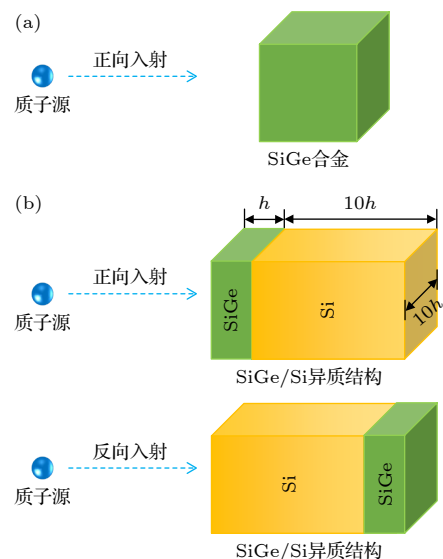 (a)
正向入射
质子源
SiGe合金
(b)
h
10h
正向入射
质子源
SiGe
Si
10h
SiGe/Si异质结构
反向入射
质子源
Si
SiGe
SiGe/Si异质结构